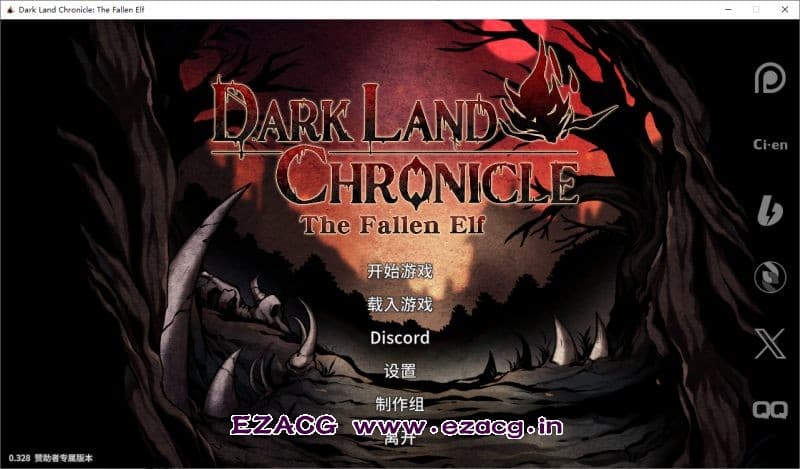 Dark Land Chronicle: The Fallen Elf
DARK LAND
CHRONICLE
The Fallen Elf
Ci-en
开始游戏
载入游戏
Discord
设置
制作组
EZACG www.ezacg.in
离开
QQ
0.328 赞助者专属版本